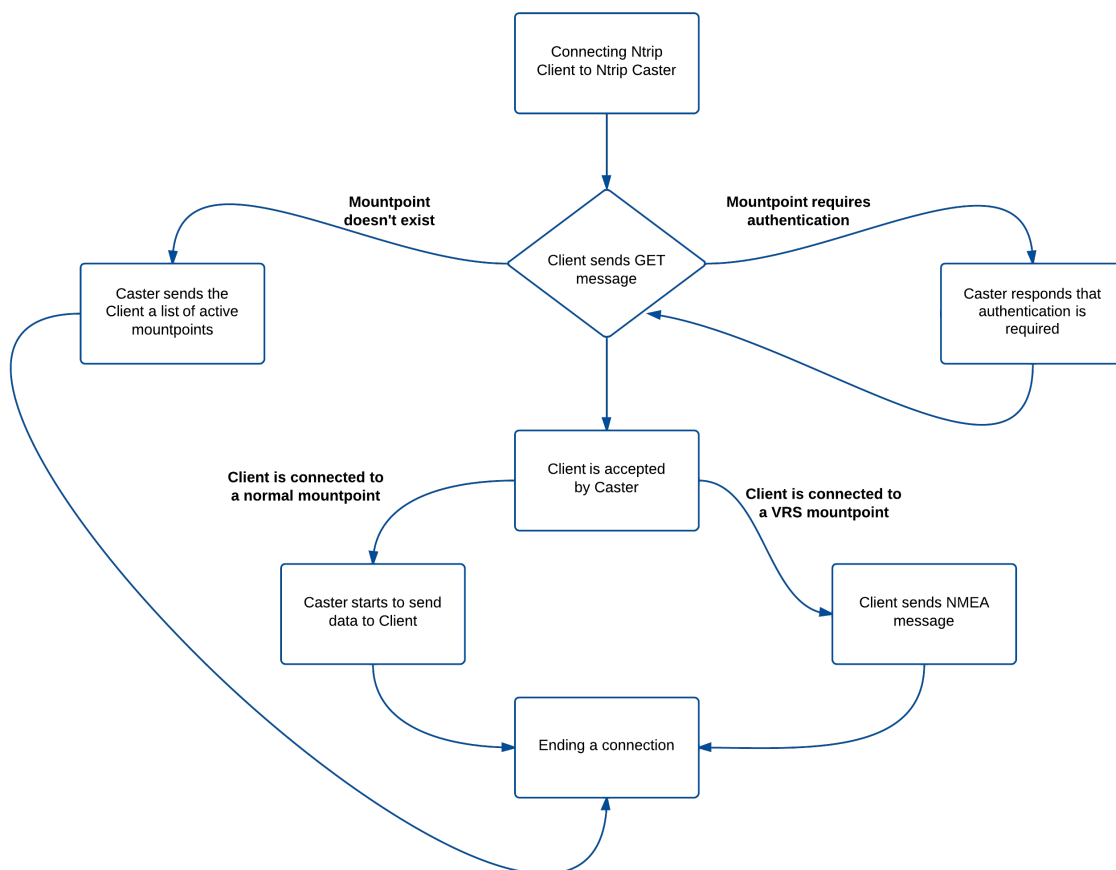 Connecting Ntrip
Client to Ntrip Caster
Mountpoint
doesn't exist
Mountpoint requires
authentication
Client sends GET
message
Caster sends the
Client a list of active
mountpoints
Caster responds that
authentication is
required
Client is accepted
by Caster
Client is connected to
a normal mountpoint
Client is connected to
a VRS mountpoint
Caster starts to send
data to Client
Client sends NMEA
message
Ending a connection